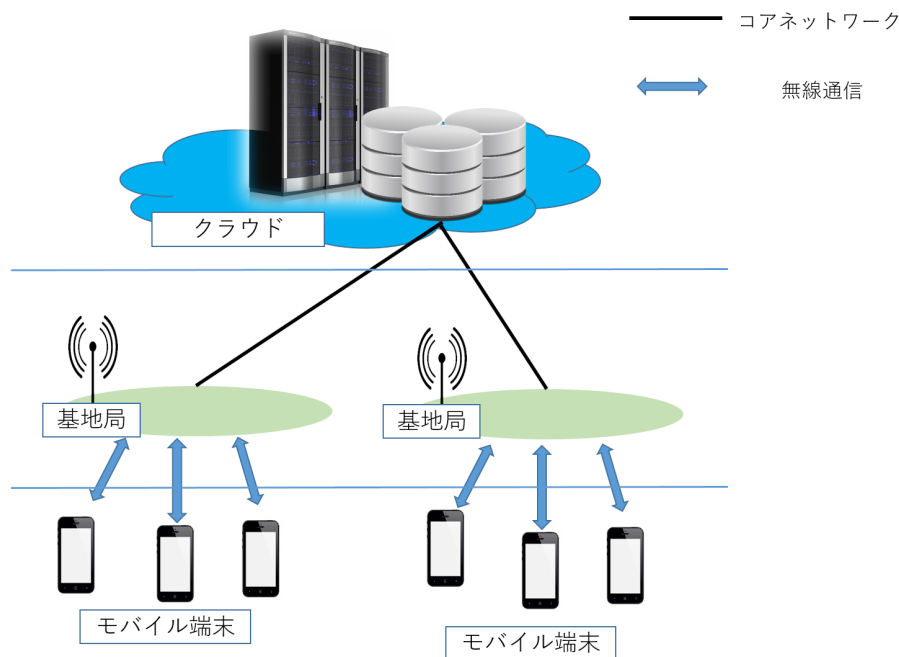 コアネットワーク
無線通信
クラウド
基地局
基地局
モバイル端末
モバイル端末